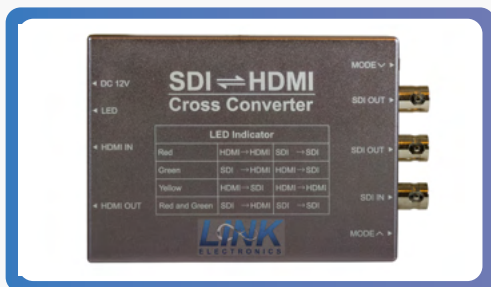 MODE ∨ ▸
◂ DC 12V
SDI ⇌ HDMI
Cross Converter
SDI OUT ▸
◂ LED
LED Indicator
◂ HDMI IN
Red HDMI→HDMI SDI →SDI
SDI OUT ▸
Green SDI →HDMI SDI →SDI
Yellow HDMI→SDI HDMI→HDMI
SDI IN ▸
◂ HDMI OUT
Red and Green SDI →HDMI SDI →SDI
LINK
ELECTRONICS
MODE ∧ ▸